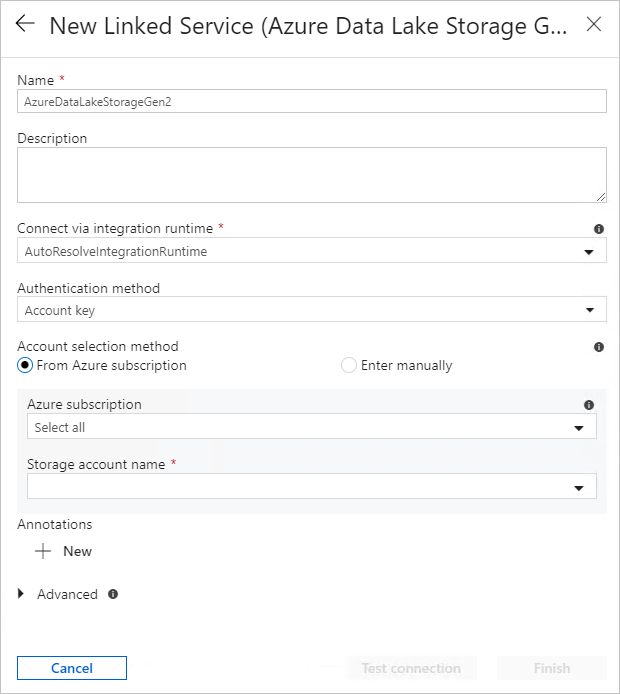 New Linked Service (Azure Data Lake Storage G...
Name *
AzureDataLakeStorageGen2
Description
Connect via integration runtime *
AutoResolveIntegrationRuntime
Authentication method
Account key
Account selection method
From Azure subscription Enter manually
Azure subscription
Select all
Storage account name *
Annotations
New
Advanced
Cancel Test connection Finish